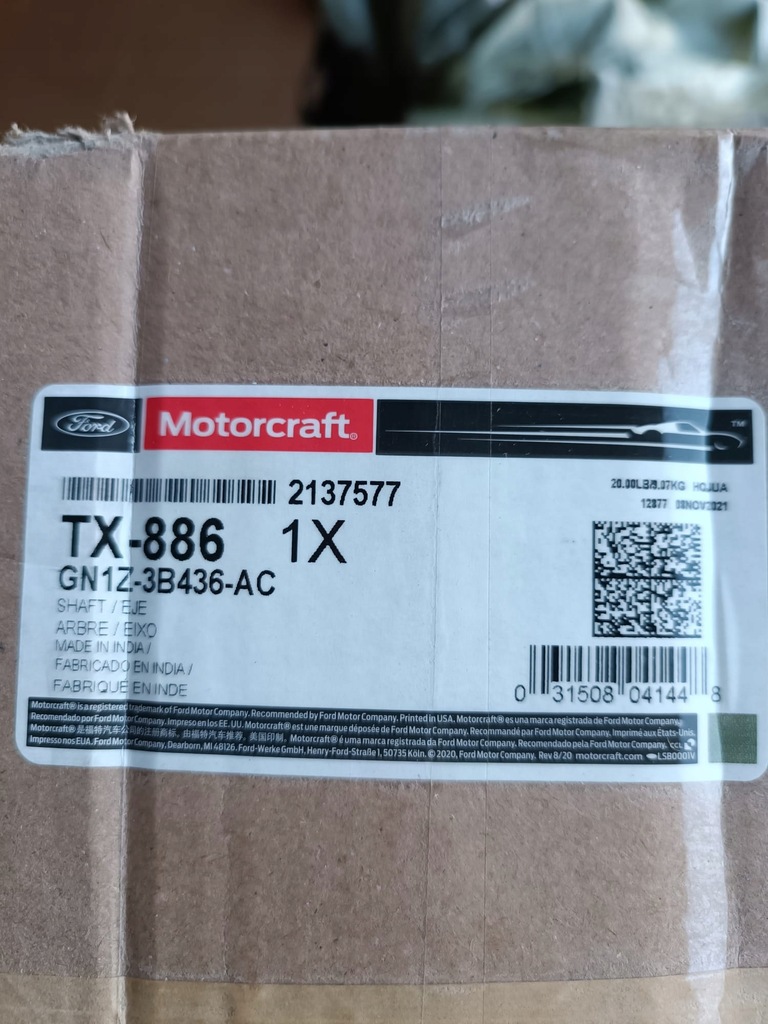 Ford Motorcraft® TM
2137577
20.00LB/9.07KG HQJUA
12877 08NOV2021
TX-886 1X
GN1Z-3B436-AC
SHAFT / EJE
ARBRE / EIXO
MADE IN INDIA /
FABRICADO EN INDIA /
FABRIQUE EN INDE
0 31508 04144 8
Motorcraft® is a registered trademark of Ford Motor Company. Recommended by Ford Motor Company. Printed in USA. Motorcraft® es una marca registrada de Ford Motor Company.
Recomendado por Ford Motor Company. Impreso en los EE. UU. Motorcraft® est une marque déposée de Ford Motor Company. Recommandé par Ford Motor Company. Imprimé aux États-Unis.
Motorcraft® 是福特汽车公司的注册商标. 由福特汽车推荐. 美国印制. Motorcraft® é uma marca registrada da Ford Motor Company. Recomendado pela Ford Motor Company.
Impresso nos EUA. Ford Motor Company, Dearborn, MI 48126. Ford-Werke GmbH, Henry-Ford-Straße 1, 50735 Köln. © 2020, Ford Motor Company. Rev 8/20 motorcraft.com LSB0001V